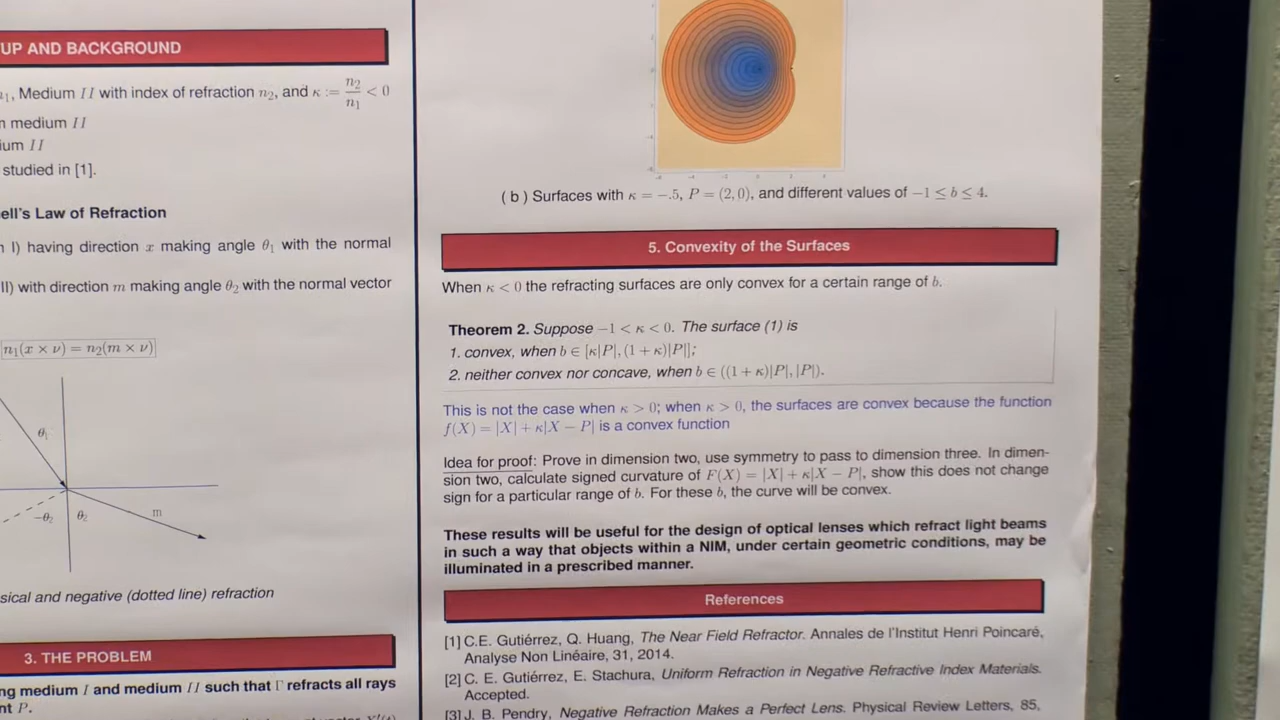 UP AND BACKGROUND
, Medium II with index of refraction n₂, and κ := n₂/n₁ < 0
medium II
II
studied in [1].
Law of Refraction
I) having direction x making angle θ₁ with the normal
II) with direction m making angle θ₂ with the normal vector
n₁(x × ν) = n₂(m × ν)
θ₁
−θ₂
θ₂
m
and negative (dotted line) refraction
3. THE PROBLEM
medium I and medium II such that Γ refracts all rays
P.
( b ) Surfaces with κ = −.5, P = (2, 0), and different values of −1 ≤ b ≤ 4.
5. Convexity of the Surfaces
When κ < 0 the refracting surfaces are only convex for a certain range of b.
Theorem 2. Suppose −1 < κ < 0. The surface (1) is
1. convex, when b ∈ [κ|P|, (1 + κ)|P|];
2. neither convex nor concave, when b ∈ ((1 + κ)|P|, |P|).
This is not the case when κ > 0; when κ > 0, the surfaces are convex because the function
f(X) = |X| + κ|X − P| is a convex function
Idea for proof: Prove in dimension two, use symmetry to pass to dimension three. In dimen-
sion two, calculate signed curvature of F(X) = |X| + κ|X − P|, show this does not change
sign for a particular range of b. For these b, the curve will be convex.
These results will be useful for the design of optical lenses which refract light beams
in such a way that objects within a NIM, under certain geometric conditions, may be
illuminated in a prescribed manner.
References
[1] C.E. Gutiérrez, Q. Huang, The Near Field Refractor. Annales de l'Institut Henri Poincaré,
Analyse Non Linéaire, 31, 2014.
[2] C. E. Gutiérrez, E. Stachura, Uniform Refraction in Negative Refractive Index Materials.
Accepted.
[3] J. B. Pendry, Negative Refraction Makes a Perfect Lens. Physical Review Letters, 85,